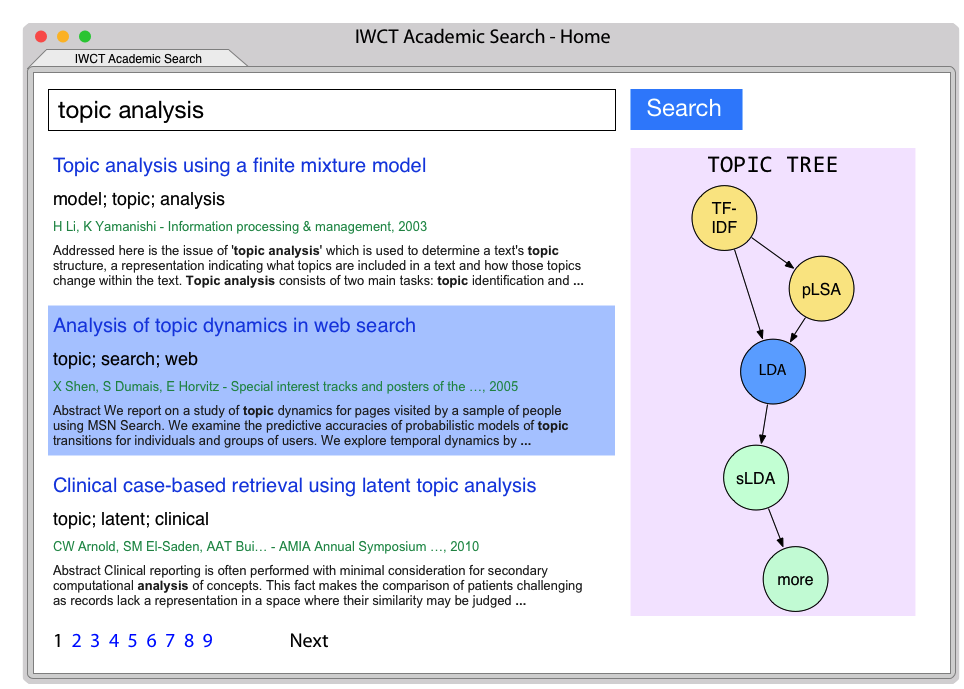 IWCT Academic Search - Home
IWCT Academic Search
topic analysis
Search
Topic analysis using a finite mixture model
model; topic; analysis
H Li, K Yamanishi - Information processing & management, 2003
Addressed here is the issue of 'topic analysis' which is used to determine a text's topic
structure, a representation indicating what topics are included in a text and how those topics
change within the text. Topic analysis consists of two main tasks: topic identification and ...
Analysis of topic dynamics in web search
topic; search; web
X Shen, S Dumais, E Horvitz - Special interest tracks and posters of the …, 2005
Abstract We report on a study of topic dynamics for pages visited by a sample of people
using MSN Search. We examine the predictive accuracies of probabilistic models of topic
transitions for individuals and groups of users. We explore temporal dynamics by ...
Clinical case-based retrieval using latent topic analysis
topic; latent; clinical
CW Arnold, SM El-Saden, AAT Bui… - AMIA Annual Symposium …, 2010
Abstract Clinical reporting is often performed with minimal consideration for secondary
computational analysis of concepts. This fact makes the comparison of patients challenging
as records lack a representation in a space where their similarity may be judged ...
1 2 3 4 5 6 7 8 9 Next
TOPIC TREE
TF-
IDF
pLSA
LDA
sLDA
more